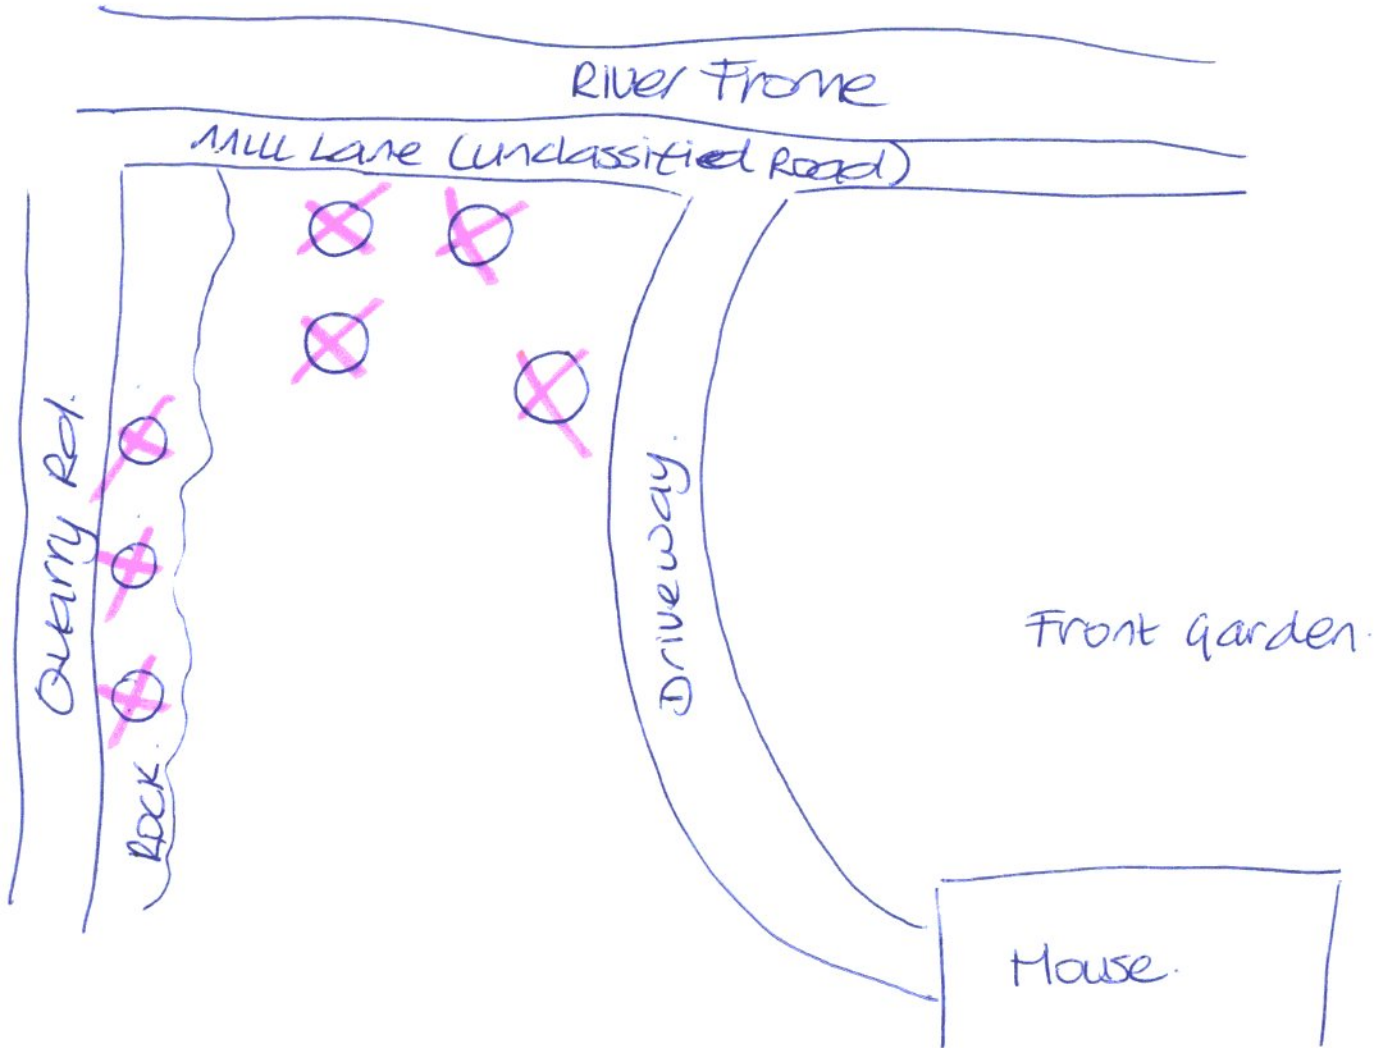 River Frome
Mill Lane (unclassified Road)
Quarry Rd.
Driveway.
Front Garden.
Rock.
House.